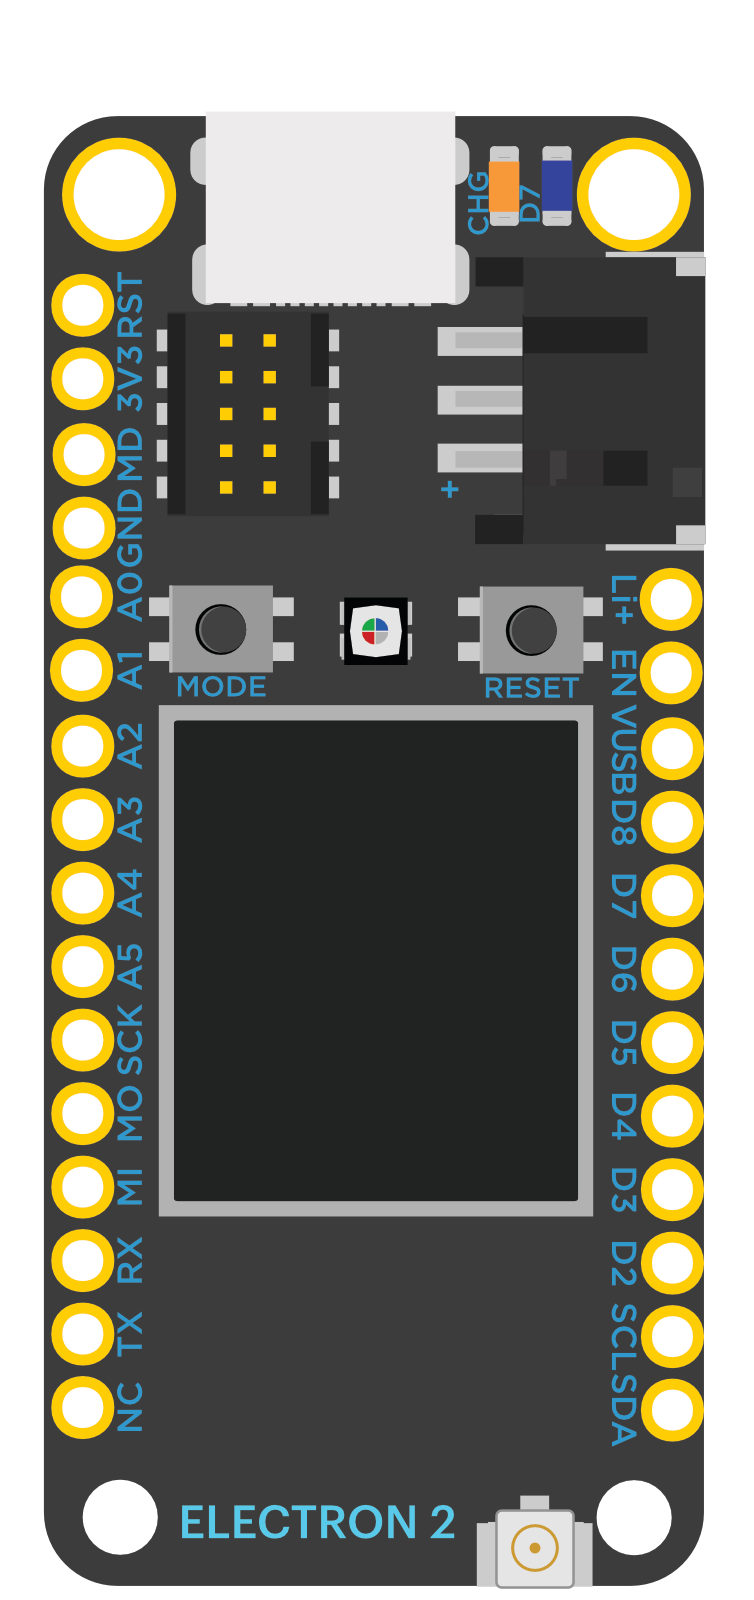 CHG
D7
RST
3V3
MD
GND
A0
A1
A2
A3
A4
A5
SCK
MO
MI
RX
TX
NC
+
MODE
RESET
Li+
EN
VUSB
D8
D7
D6
D5
D4
D3
D2
SCL
SDA
ELECTRON 2